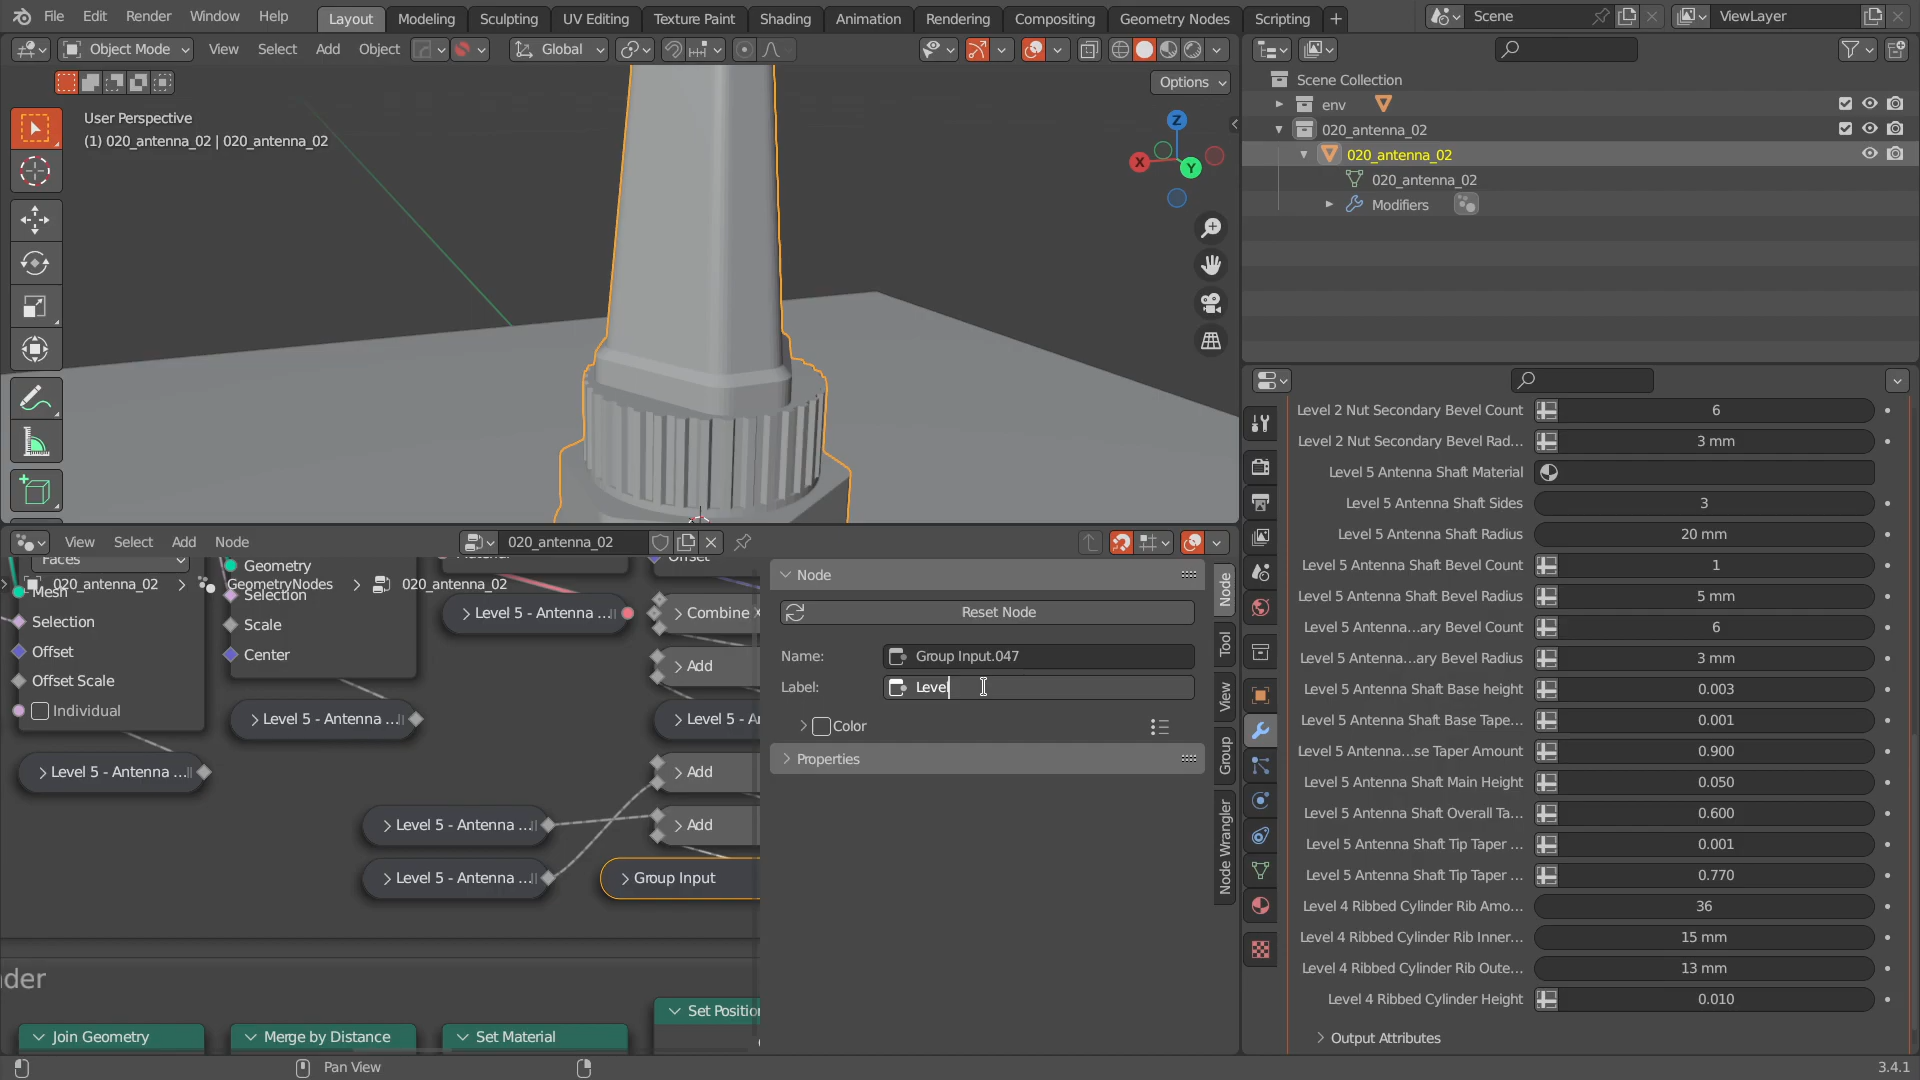 File Edit Render Window Help Layout Modeling Sculpting UV Editing Texture Paint Shading Animation Rendering Compositing Geometry Nodes Scripting + Scene ViewLayer
Object Mode View Select Add Object Global
Options
User Perspective
(1) 020_antenna_02 | 020_antenna_02
Z
X
Y
Scene Collection
env
020_antenna_02
020_antenna_02
020_antenna_02
Modifiers
Level 2 Nut Secondary Bevel Count 6
Level 2 Nut Secondary Bevel Rad... 3 mm
Level 5 Antenna Shaft Material
Level 5 Antenna Shaft Sides 3
Level 5 Antenna Shaft Radius 20 mm
Level 5 Antenna Shaft Bevel Count 1
Level 5 Antenna Shaft Bevel Radius 5 mm
Level 5 Antenna...ary Bevel Count 6
Level 5 Antenna...ary Bevel Radius 3 mm
Level 5 Antenna Shaft Base height 0.003
Level 5 Antenna Shaft Base Tape... 0.001
Level 5 Antenna...se Taper Amount 0.900
Level 5 Antenna Shaft Main Height 0.050
Level 5 Antenna Shaft Overall Ta... 0.600
Level 5 Antenna Shaft Tip Taper ... 0.001
Level 5 Antenna Shaft Tip Taper ... 0.770
Level 4 Ribbed Cylinder Rib Amo... 36
Level 4 Ribbed Cylinder Rib Inner... 15 mm
Level 4 Ribbed Cylinder Rib Oute... 13 mm
Level 4 Ribbed Cylinder Height 0.010
Output Attributes
View Select Add Node 020_antenna_02
Faces
020_antenna_02 > GeometryNodes > 020_antenna_02
Mesh
Selection
Offset
Offset Scale
Individual
Geometry
Selection
Scale
Center
Level 5 - Antenna ...
Level 5 - Antenna ...
Level 5 - Antenna ...
Offset
Combine X
Add
Level 5 - A
Add
Level 5 - Antenna ...
Add
Level 5 - Antenna ...
Group Input
nder
Join Geometry
Merge by Distance
Set Material
Set Positio
Node
Reset Node
Name: Group Input.047
Label: Level
Color
Properties
Node
Tool
View
Group
Node Wrangler
Pan View
3.4.1